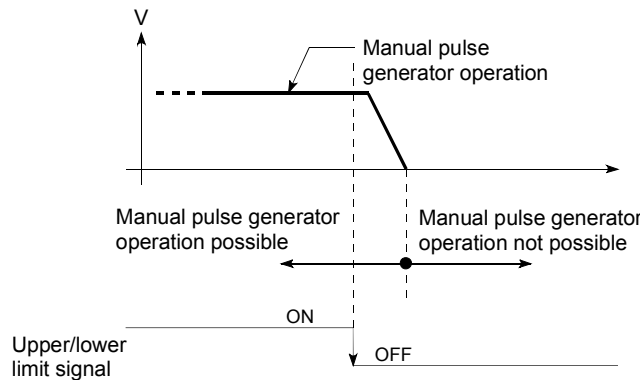 V
Manual pulse
generator operation
Manual pulse generator
operation possible
Manual pulse generator
operation not possible
ON
Upper/lower
limit signal
OFF